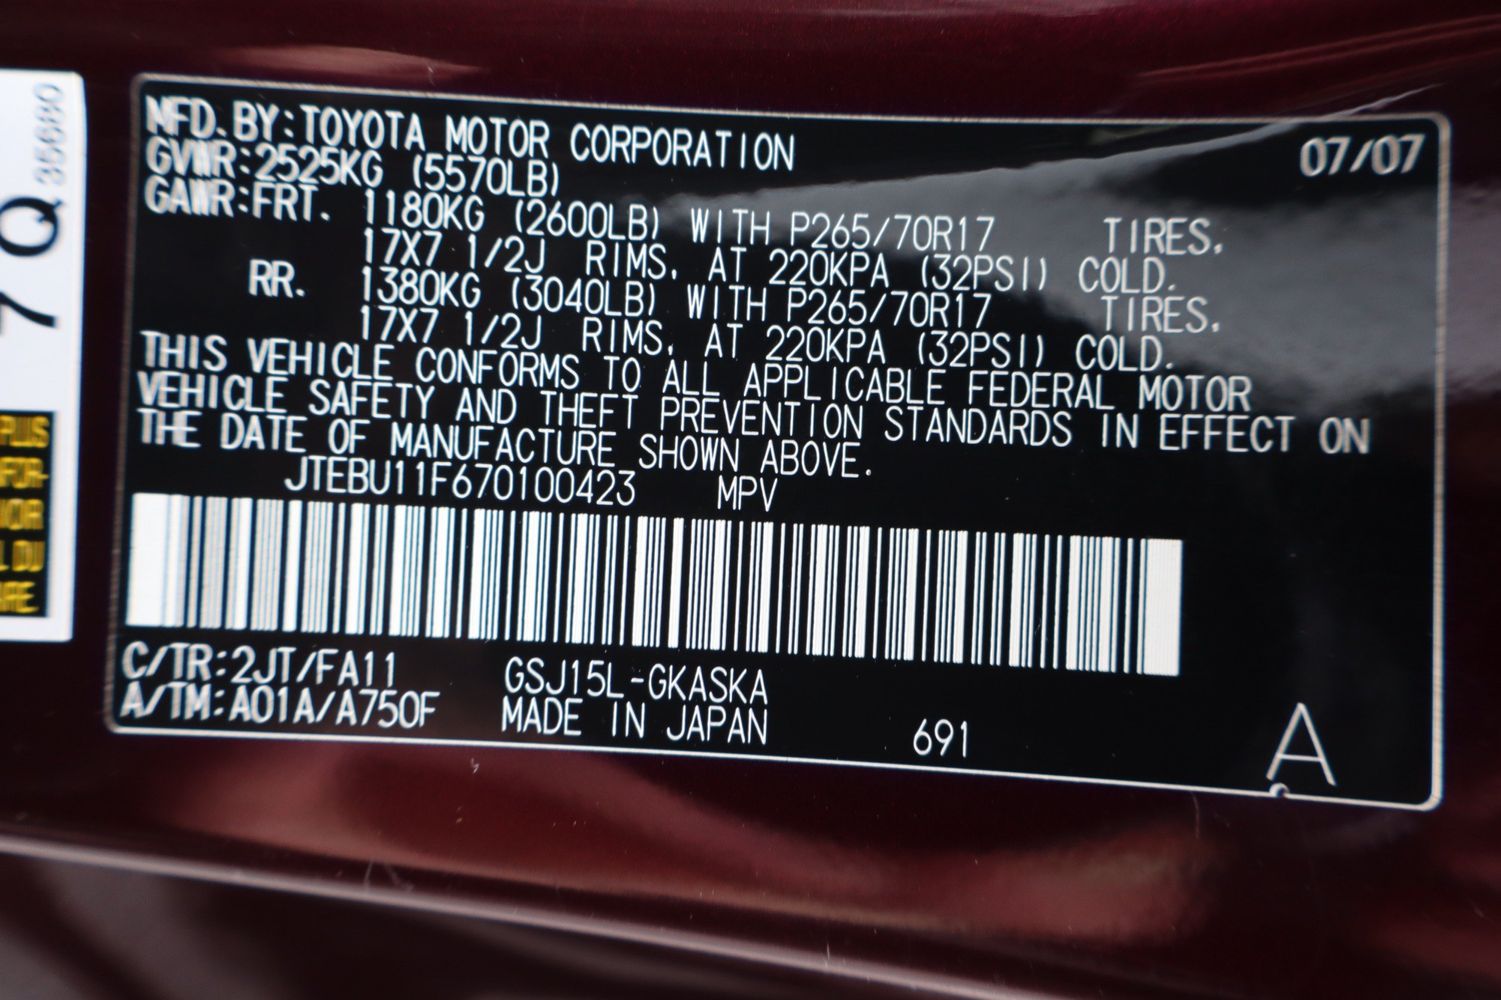 MFD.BY:TOYOTA MOTOR CORPORATION 07/07
GVWR:2525KG (5570LB)
GAWR:FRT. 1180KG (2600LB) WITH P265/70R17 TIRES.
17X7 1/2J RIMS, AT 220KPA (32PSI) COLD.
RR. 1380KG (3040LB) WITH P265/70R17 TIRES.
17X7 1/2J RIMS, AT 220KPA (32PSI) COLD.
THIS VEHICLE CONFORMS TO ALL APPLICABLE FEDERAL MOTOR
VEHICLE SAFETY AND THEFT PREVENTION STANDARDS IN EFFECT ON
THE DATE OF MANUFACTURE SHOWN ABOVE.
JTEBU11F670100423 MPV
C/TR:2JT/FA11 GSJ15L-GKASKA
A/TM:A01A/A750F MADE IN JAPAN 691 A
7 Q 35680
PLUS